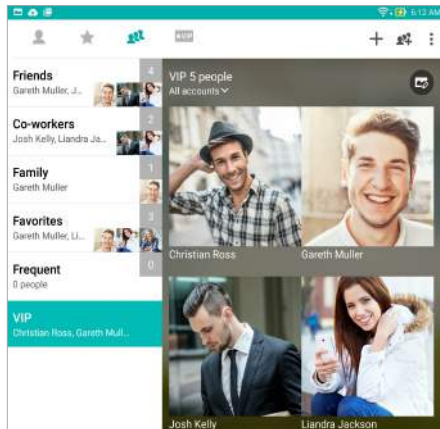 6:12 AM
VIP
Friends
4
Gareth Muller, J...
Co-workers
2
Josh Kelly, Liandra Ja...
Family
1
Gareth Muller
Favorites
3
Gareth Muller, Li...
Frequent
0
0 people
VIP
Christian Ross, Gareth Mull...
VIP 5 people
All accounts
Christian Ross
Gareth Muller
Josh Kelly
Liandra Jackson